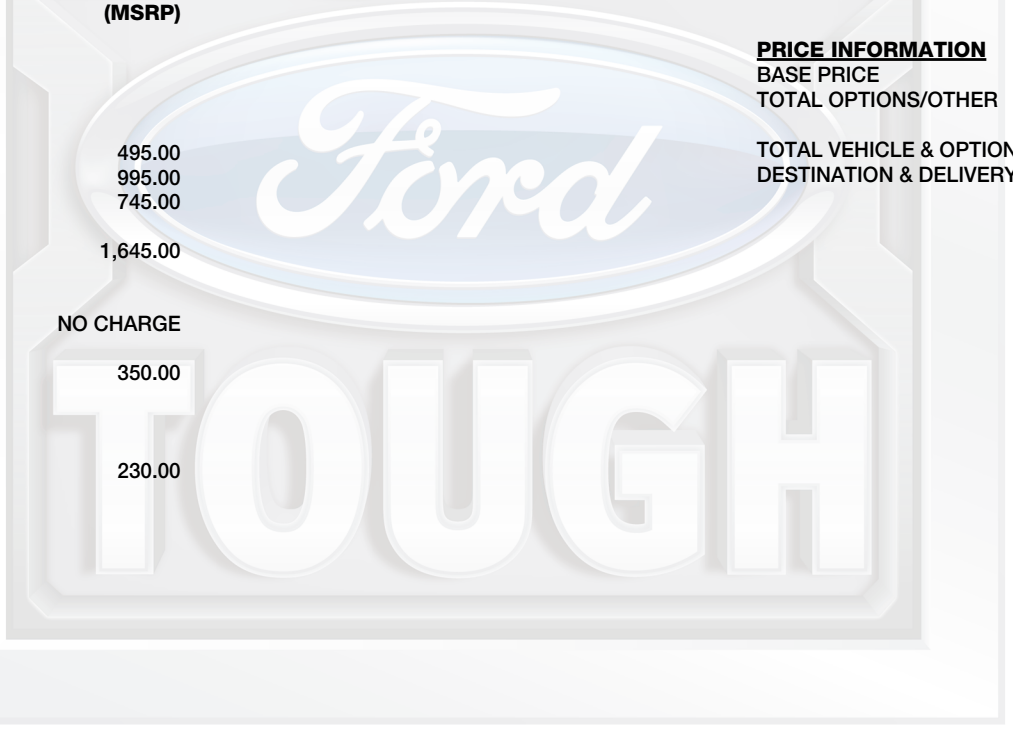 (MSRP)
495.00
995.00
745.00
1,645.00
NO CHARGE
350.00
230.00
PRICE INFORMATION
BASE PRICE
TOTAL OPTIONS/OTHER
TOTAL VEHICLE & OPTION
DESTINATION & DELIVERY
Ford
TOUGH